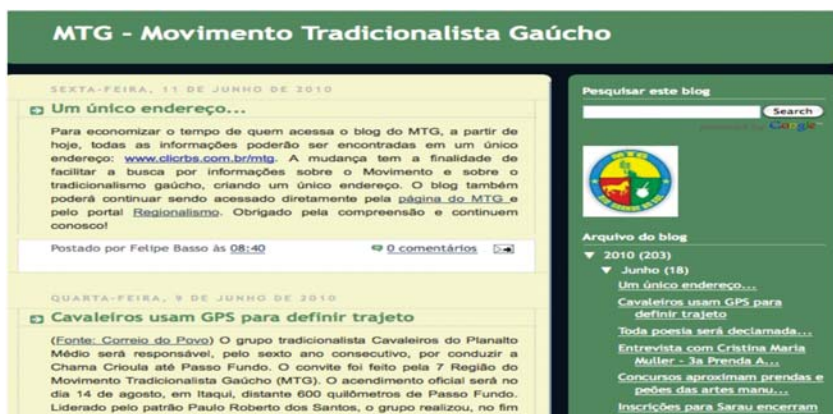 MTG - Movimento Tradicionalista Gaúcho
SEXTA-FEIRA, 11 DE JUNHO DE 2010
Um único endereço...
Para economizar o tempo de quem acessa o blog do MTG, a partir de
hoje, todas as informações poderão ser encontradas em um único
endereço: www.clicrbs.com.br/mtg. A mudança tem a finalidade de
facilitar a busca por informações sobre o Movimento e sobre o
tradicionalismo gaúcho, criando um único endereço. O blog também
poderá continuar sendo acessado diretamente pela página do MTG e
pelo portal Regionalismo. Obrigado pela compreensão e continuem
conosco!
Postado por Felipe Basso às 08:40 0 comentários
QUARTA-FEIRA, 9 DE JUNHO DE 2010
Cavaleiros usam GPS para definir trajeto
(Fonte: Correio do Povo) O grupo tradicionalista Cavaleiros do Planalto
Médio será responsável, pelo sexto ano consecutivo, por conduzir a
Chama Crioula até Passo Fundo. O convite foi feito pela 7 Região do
Movimento Tradicionalista Gaúcho (MTG). O acendimento oficial será no
dia 14 de agosto, em Itaqui, distante 600 quilômetros de Passo Fundo.
Liderado pelo patrão Paulo Roberto dos Santos, o grupo realizou, no fim
Pesquisar este blog
Search
powered by Google
MTG
RIO GRANDE DO SUL
Arquivo do blog
▼ 2010 (203)
▼ Junho (18)
Um único endereço...
Cavaleiros usam GPS para
definir trajeto
Toda poesia será declamada...
Entrevista com Cristina Maria
Muller - 3a Prenda A...
Concursos aproximam prendas e
peões das artes manu...
Inscrições para Sarau encerram